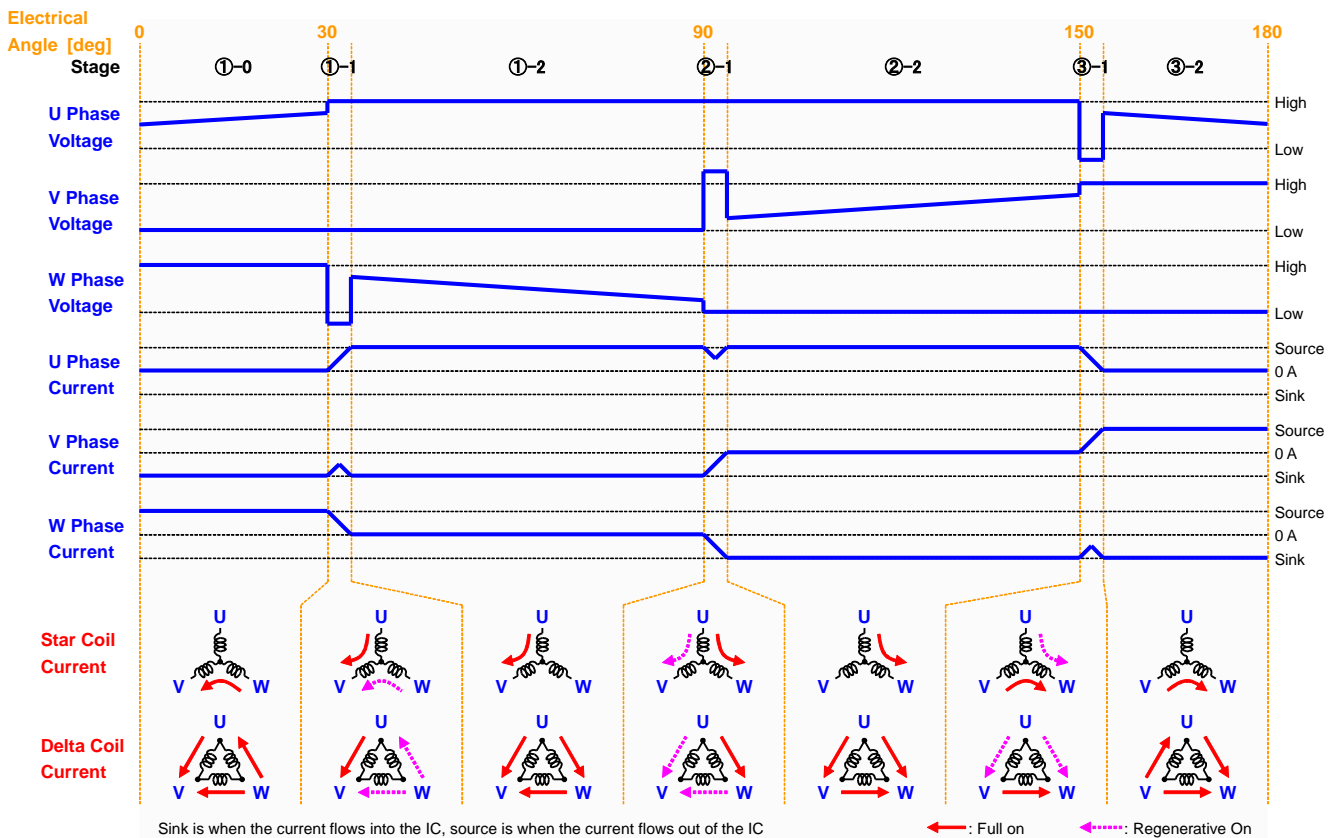 Electrical
Angle [deg]
0 30 90 150 180
Stage ①-0 ①-1 ①-2 ②-1 ②-2 ③-1 ③-2
U Phase
Voltage
High
Low
V Phase
Voltage
High
Low
W Phase
Voltage
High
Low
U Phase
Current
Source
0 A
Sink
V Phase
Current
Source
0 A
Sink
W Phase
Current
Source
0 A
Sink
Star Coil
Current
U U U U U U U
V W V W V W V W V W V W V W
Delta Coil
Current
U U U U U U U
V W V W V W V W V W V W V W
Sink is when the current flows into the IC, source is when the current flows out of the IC : Full on : Regenerative On